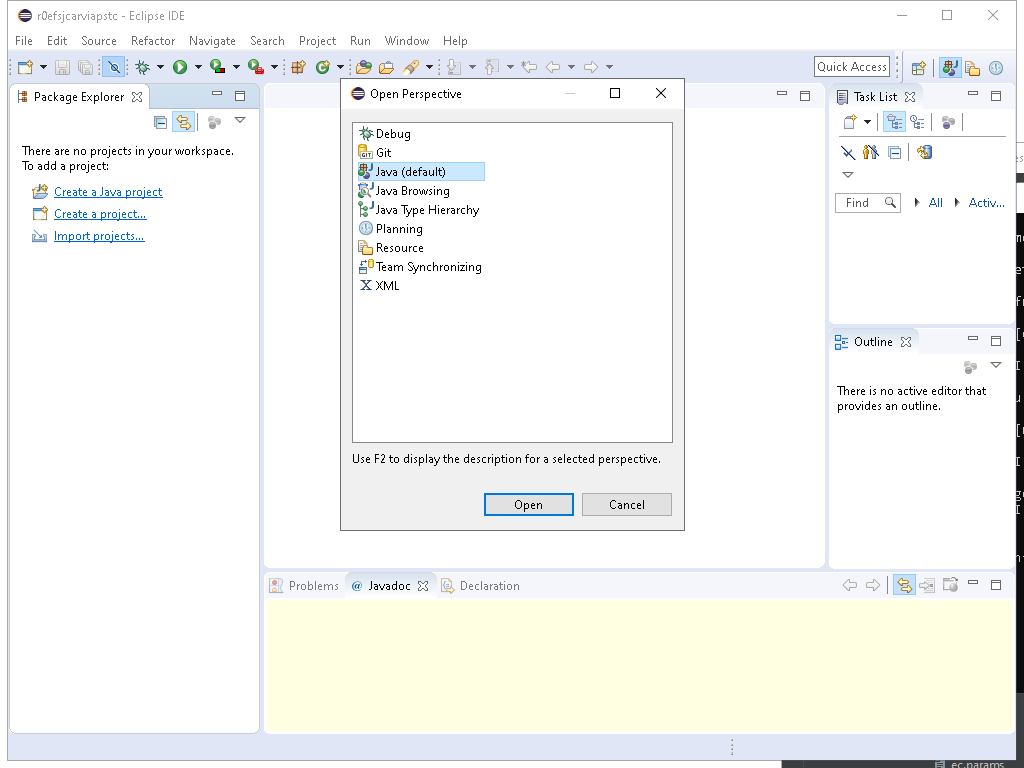 r0efsjcarviapstc - Eclipse IDE
File Edit Source Refactor Navigate Search Project Run Window Help
Quick Access
Package Explorer
There are no projects in your workspace.
To add a project:
Create a Java project
Create a project...
Import projects...
Open Perspective
Debug
GIT
Git
Java (default)
Java Browsing
Java Type Hierarchy
Planning
Resource
Team Synchronizing
XML
Use F2 to display the description for a selected perspective.
Open Cancel
Task List
Find All Activ...
Outline
There is no active editor that
provides an outline.
Problems @ Javadoc Declaration
ec.params